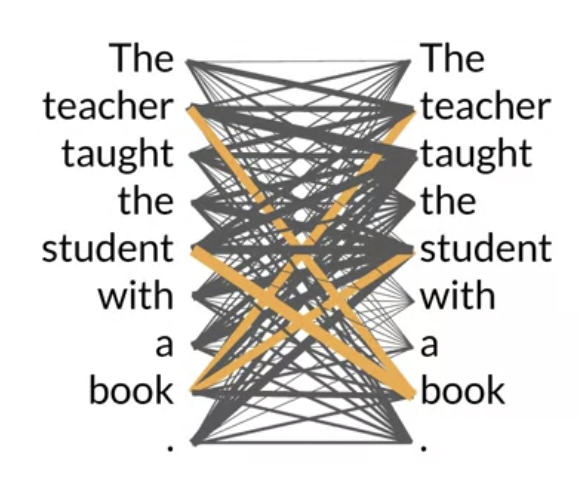 The The
teacher teacher
taught taught
the the
student student
with with
a a
book book
. .